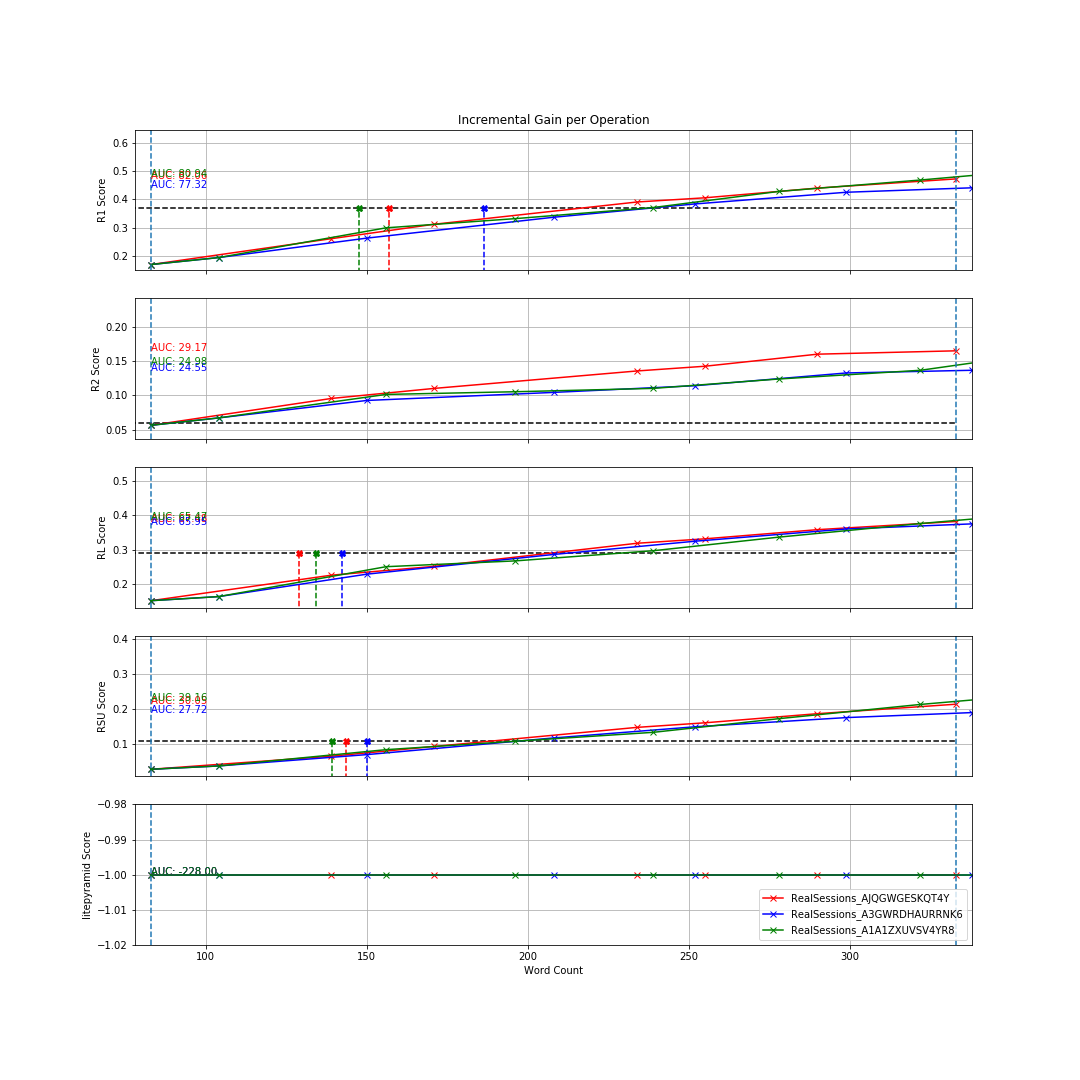 Incremental Gain per Operation
R1 Score
0.6
0.5
0.4
0.3
0.2
AUC: 77.32
R2 Score
0.20
0.15
0.10
0.05
AUC: 29.17
AUC: 24.98
AUC: 24.55
RL Score
0.5
0.4
0.3
0.2
AUC: 65.95
RSU Score
0.4
0.3
0.2
0.1
AUC: 27.72
litepyramid Score
−0.98
−0.99
−1.00
−1.01
−1.02
AUC: -228.00
RealSessions_AJQGWGESKQT4Y
RealSessions_A3GWRDHAURRNK6
RealSessions_A1A1ZXUVSV4YR8
100
150
200
250
300
Word Count